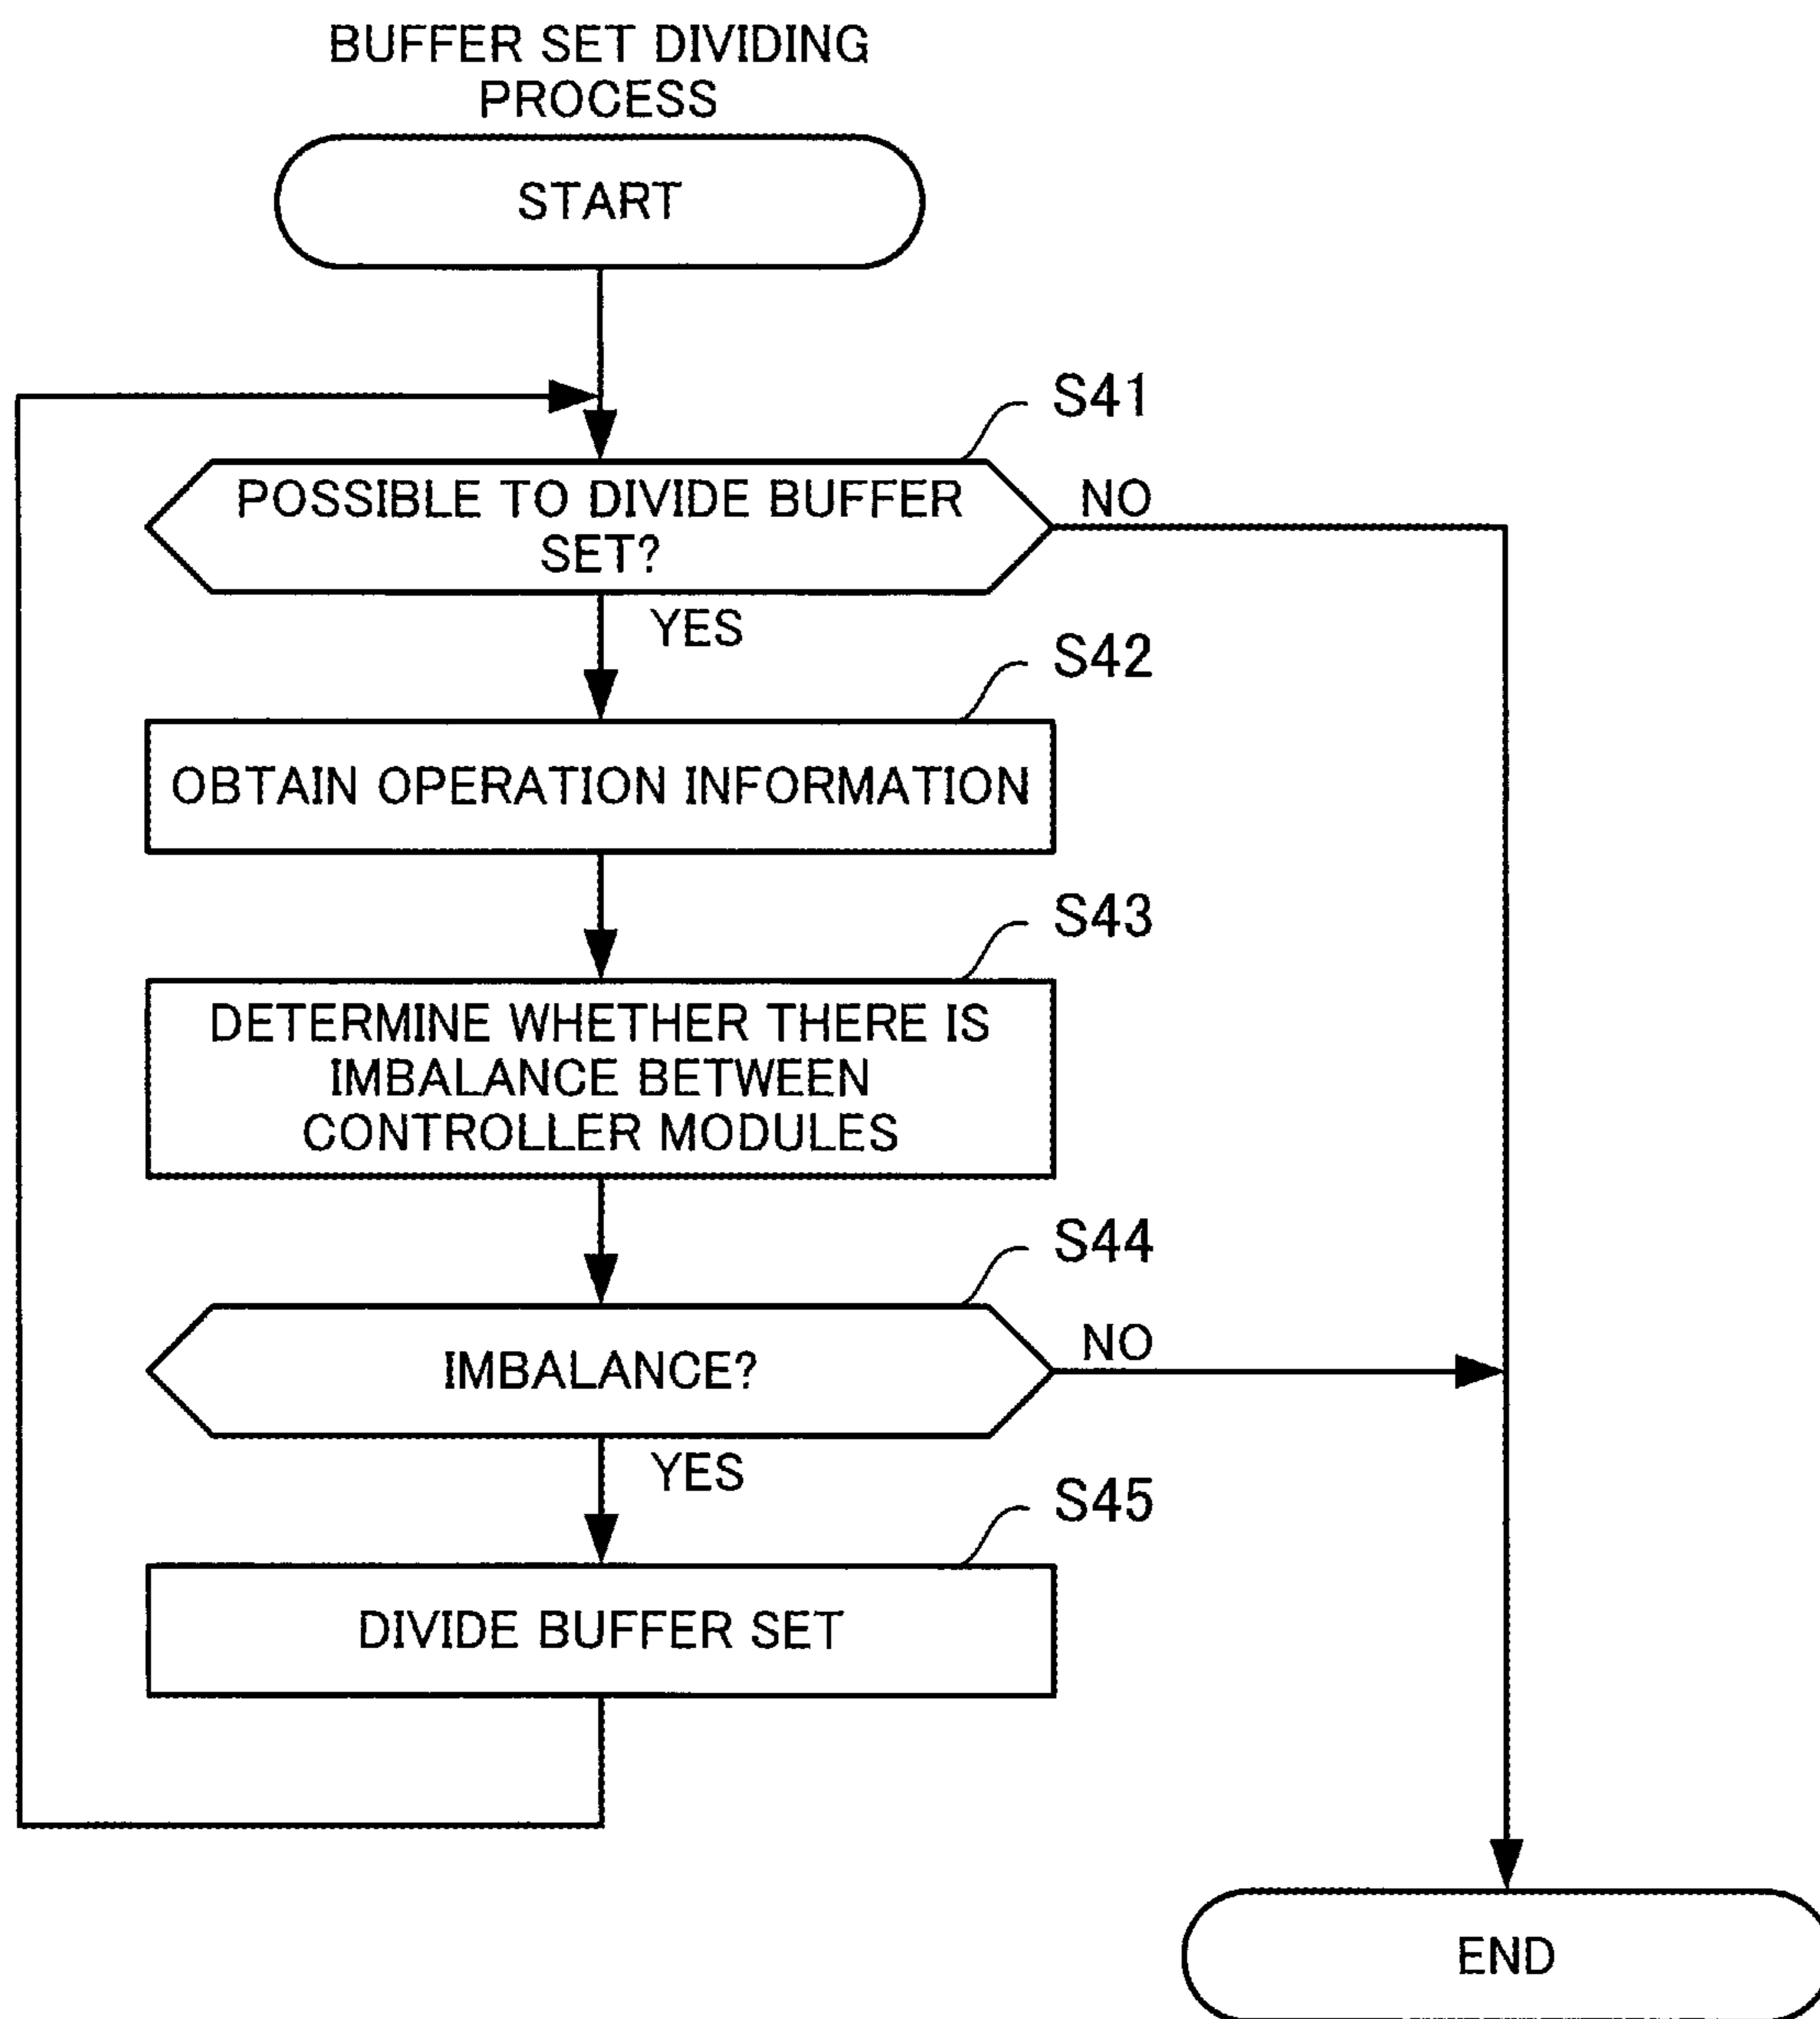 BUFFER SET DIVIDING
PROCESS
START
S41
POSSIBLE TO DIVIDE BUFFER
SET?
NO
YES
S42
OBTAIN OPERATION INFORMATION
S43
DETERMINE WHETHER THERE IS
IMBALANCE BETWEEN
CONTROLLER MODULES
S44
IMBALANCE?
NO
YES
S45
DIVIDE BUFFER SET
END